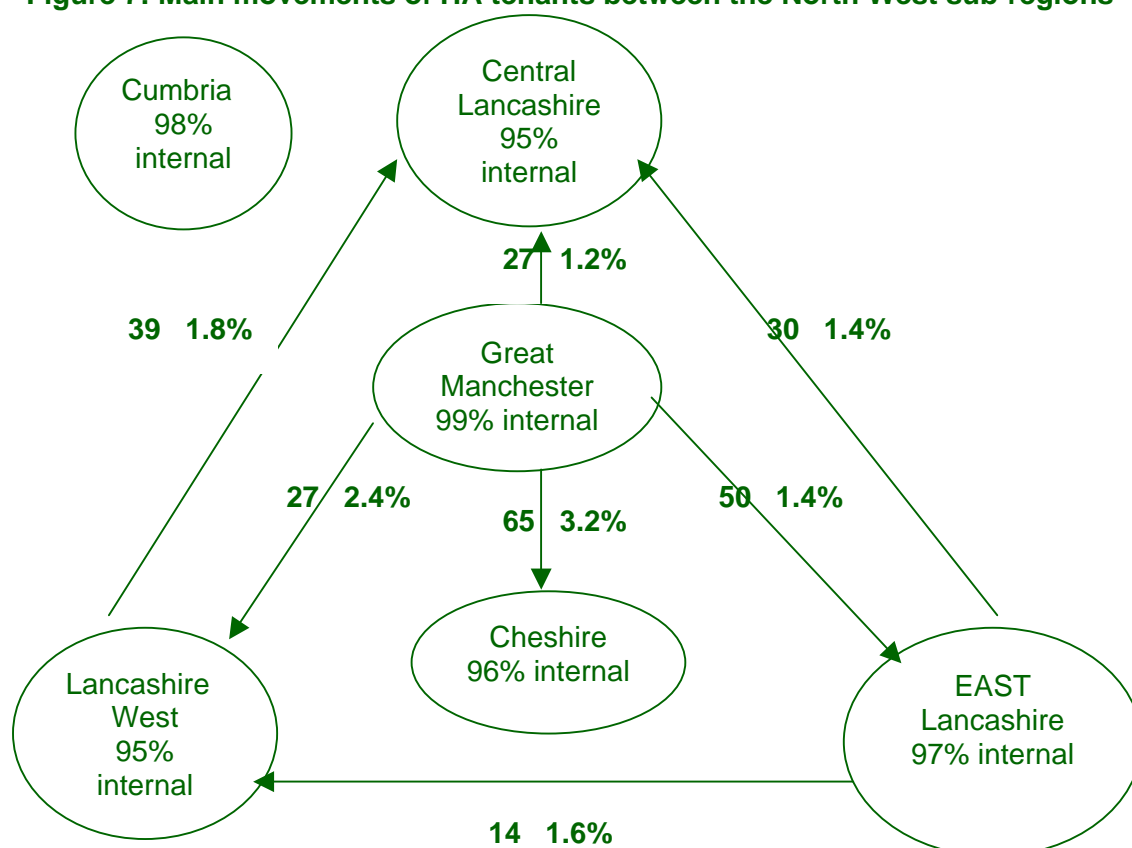 Figure 7: Main movements of HA tenants between the North West sub regions
Cumbria
98%
internal
Central
Lancashire
95%
internal
27 1.2%
39 1.8%
30 1.4%
Great
Manchester
99% internal
27 2.4%
65 3.2%
50 1.4%
Cheshire
96% internal
Lancashire
West
95%
internal
EAST
Lancashire
97% internal
14 1.6%